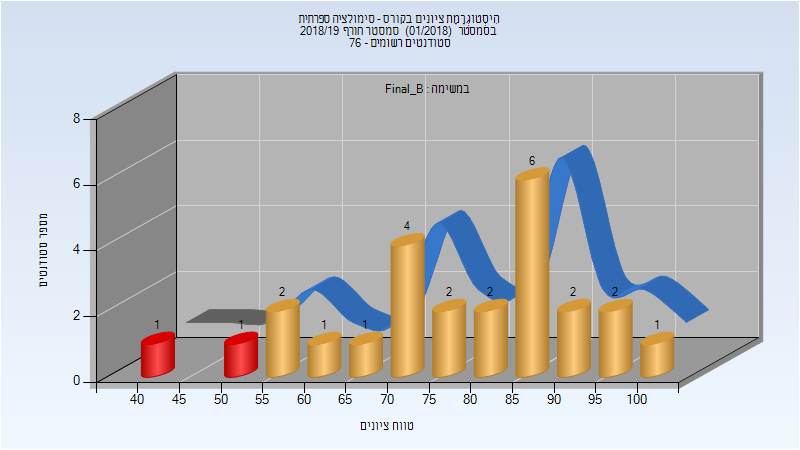 היסטוגרמת ציונים בקורס - סימולציה ספרתית
בסמסטר (01/2018) סמסטר חורף 2018/19
סטודנטים רשומים - 76
במשימה : Final_B
מספר סטודנטים
8
6
4
2
0
1
1
2
1
1
4
2
2
6
2
2
1
40 45 50 55 60 65 70 75 80 85 90 95 100
טווח ציונים